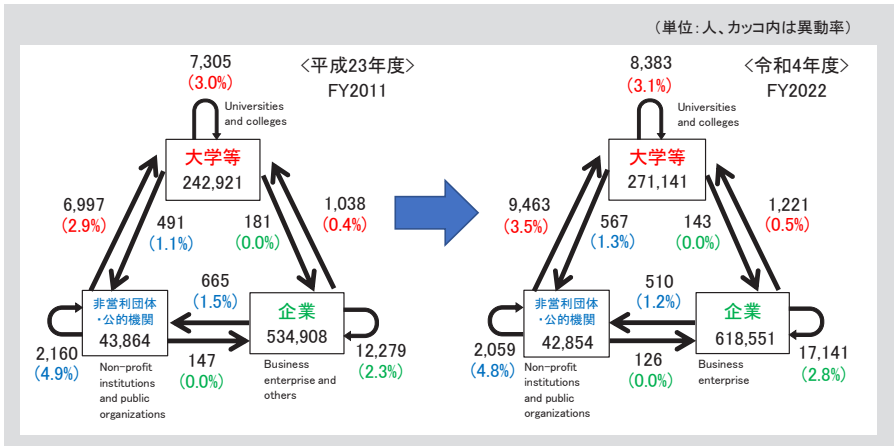 （単位：人、カッコ内は異動率）
7,305
(3.0%)
＜平成23年度＞
FY2011
Universities
and colleges
大学等
242,921
6,997
(2.9%)
491
(1.1%)
181
(0.0%)
1,038
(0.4%)
665
(1.5%)
非営利団体
・公的機関
43,864
企業
534,908
2,160
(4.9%)
Non-profit
institutions
and public
organizations
147
(0.0%)
Business
enterprise and
others
12,279
(2.3%)
8,383
(3.1%)
＜令和4年度＞
FY2022
Universities
and colleges
大学等
271,141
9,463
(3.5%)
567
(1.3%)
143
(0.0%)
1,221
(0.5%)
510
(1.2%)
非営利団体
・公的機関
42,854
企業
618,551
2,059
(4.8%)
Non-profit
institutions
and public
organizations
126
(0.0%)
Business
enterprise
17,141
(2.8%)